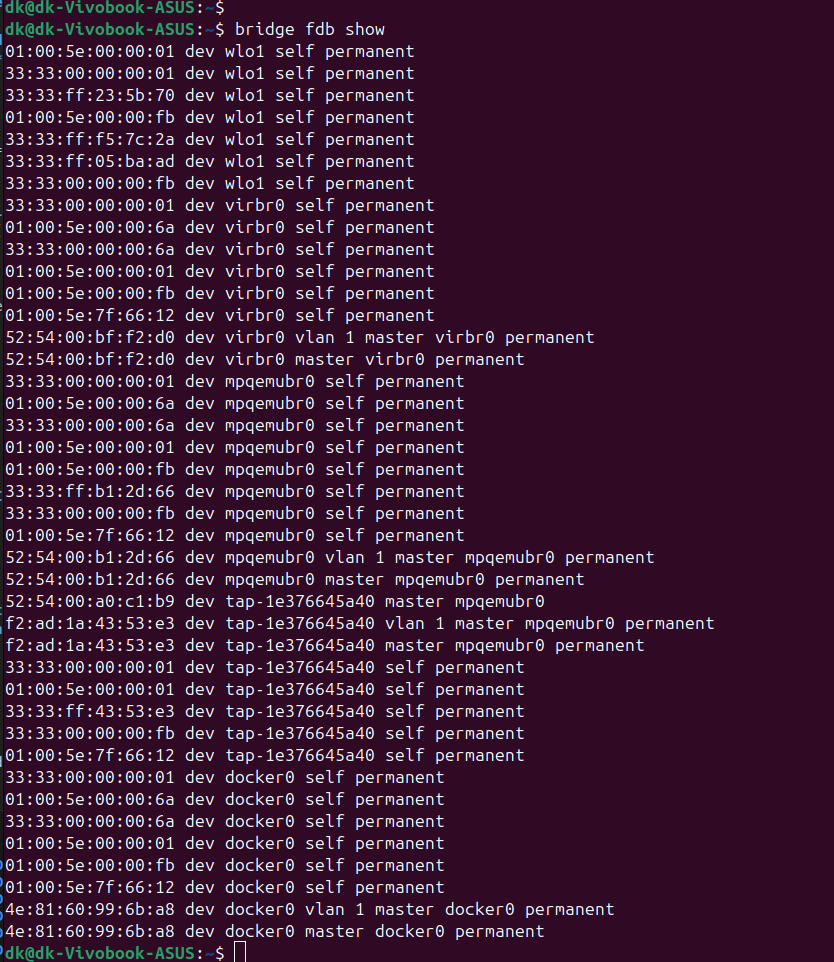 dk@dk-Vivobook-ASUS:~$
dk@dk-Vivobook-ASUS:~$ bridge fdb show
01:00:5e:00:00:01 dev wlo1 self permanent
33:33:00:00:00:01 dev wlo1 self permanent
33:33:ff:23:5b:70 dev wlo1 self permanent
01:00:5e:00:00:fb dev wlo1 self permanent
33:33:ff:f5:7c:2a dev wlo1 self permanent
33:33:ff:05:ba:ad dev wlo1 self permanent
33:33:00:00:00:fb dev wlo1 self permanent
33:33:00:00:00:01 dev virbr0 self permanent
01:00:5e:00:00:6a dev virbr0 self permanent
33:33:00:00:00:6a dev virbr0 self permanent
01:00:5e:00:00:01 dev virbr0 self permanent
01:00:5e:00:00:fb dev virbr0 self permanent
01:00:5e:7f:66:12 dev virbr0 self permanent
52:54:00:bf:f2:d0 dev virbr0 vlan 1 master virbr0 permanent
52:54:00:bf:f2:d0 dev virbr0 master virbr0 permanent
33:33:00:00:00:01 dev mpqemubr0 self permanent
01:00:5e:00:00:6a dev mpqemubr0 self permanent
33:33:00:00:00:6a dev mpqemubr0 self permanent
01:00:5e:00:00:01 dev mpqemubr0 self permanent
01:00:5e:00:00:fb dev mpqemubr0 self permanent
33:33:ff:b1:2d:66 dev mpqemubr0 self permanent
33:33:00:00:00:fb dev mpqemubr0 self permanent
01:00:5e:7f:66:12 dev mpqemubr0 self permanent
52:54:00:b1:2d:66 dev mpqemubr0 vlan 1 master mpqemubr0 permanent
52:54:00:b1:2d:66 dev mpqemubr0 master mpqemubr0 permanent
52:54:00:a0:c1:b9 dev tap-1e376645a40 master mpqemubr0
f2:ad:1a:43:53:e3 dev tap-1e376645a40 vlan 1 master mpqemubr0 permanent
f2:ad:1a:43:53:e3 dev tap-1e376645a40 master mpqemubr0 permanent
33:33:00:00:00:01 dev tap-1e376645a40 self permanent
01:00:5e:00:00:01 dev tap-1e376645a40 self permanent
33:33:ff:43:53:e3 dev tap-1e376645a40 self permanent
33:33:00:00:00:fb dev tap-1e376645a40 self permanent
01:00:5e:7f:66:12 dev tap-1e376645a40 self permanent
33:33:00:00:00:01 dev docker0 self permanent
01:00:5e:00:00:6a dev docker0 self permanent
33:33:00:00:00:6a dev docker0 self permanent
01:00:5e:00:00:01 dev docker0 self permanent
01:00:5e:00:00:fb dev docker0 self permanent
01:00:5e:7f:66:12 dev docker0 self permanent
4e:81:60:99:6b:a8 dev docker0 vlan 1 master docker0 permanent
4e:81:60:99:6b:a8 dev docker0 master docker0 permanent
dk@dk-Vivobook-ASUS:~$